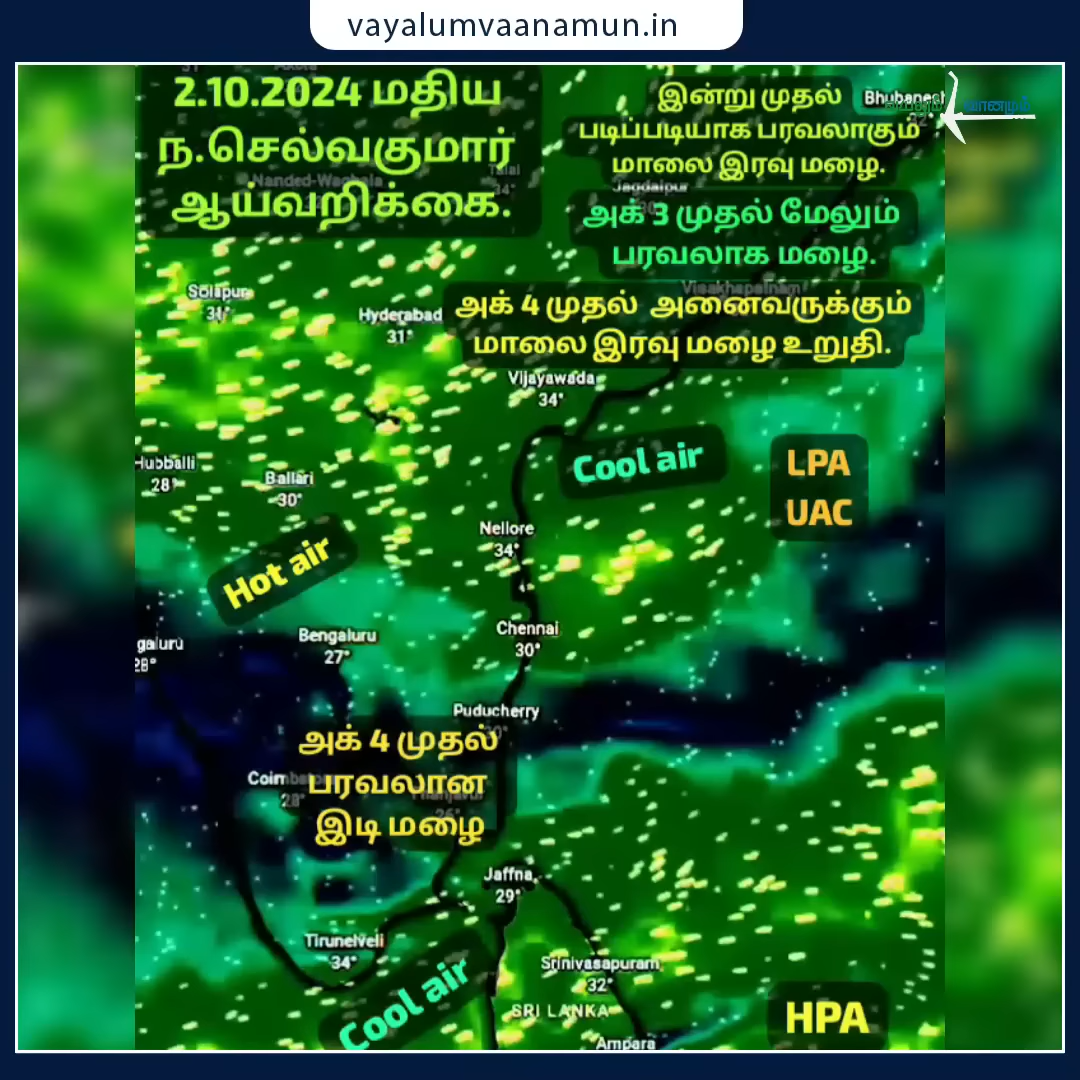 vayalumvaanamun.in
2.10.2024 மதிய
ந.செல்வகுமார்
ஆய்வறிக்கை.
இன்று முதல்
படிப்படியாக பரவலாகும்
மாலை இரவு மழை.
Jagdalpur
அக் 3 முதல் மேலும்
பரவலாக மழை.
Visakhapatnam
அக் 4 முதல் அனைவருக்கும்
மாலை இரவு மழை உறுதி.
Solapur
31°
Hyderabad
31°
Vijayawada
34°
Cool air
LPA
UAC
Hubballi
28°
Ballari
30°
Nellore
34°
Hot air
Chennai
30°
Bengaluru
27°
galuru
28°
Puducherry
அக் 4 முதல்
பரவலான
இடி மழை
28°
Jaffna
29°
Tirunelveli
34°
Cool air
Srinivasapuram
32°
SRI LANKA
HPA
Ampara